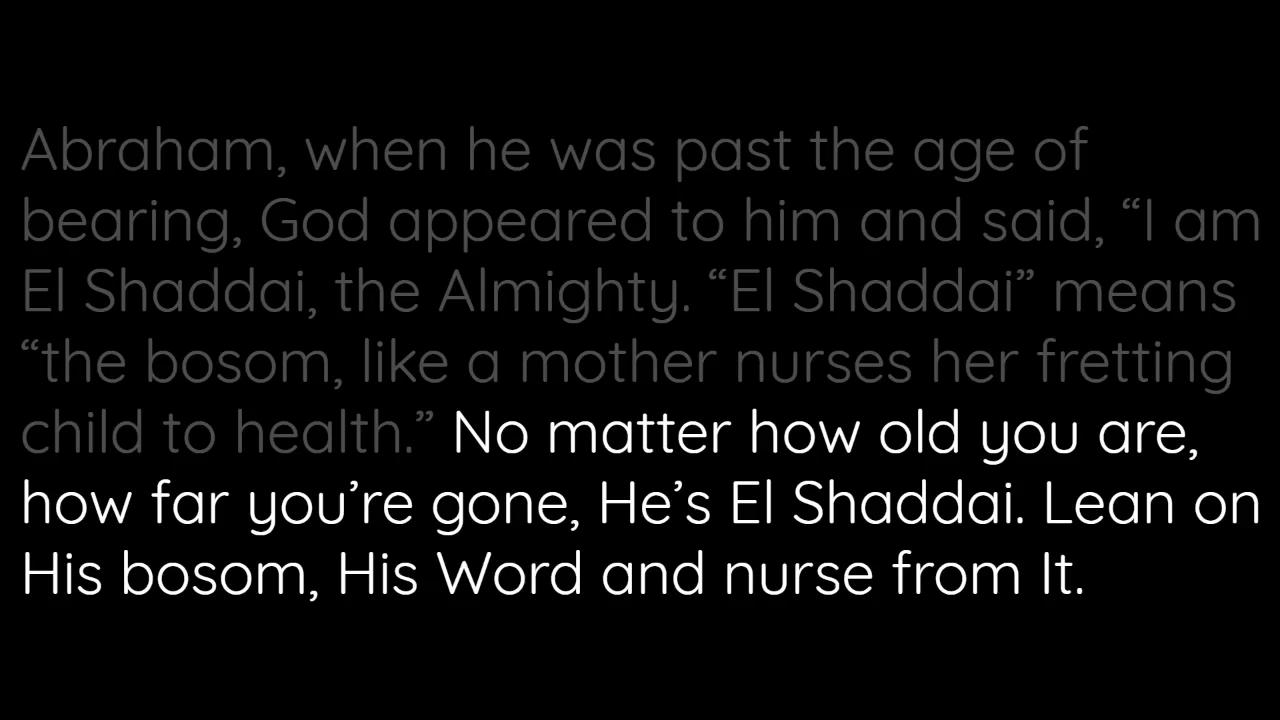 Abraham, when he was past the age of
bearing, God appeared to him and said, “I am
El Shaddai, the Almighty. “El Shaddai” means
“the bosom, like a mother nurses her fretting
child to health.” No matter how old you are,
how far you’re gone, He’s El Shaddai. Lean on
His bosom, His Word and nurse from It.